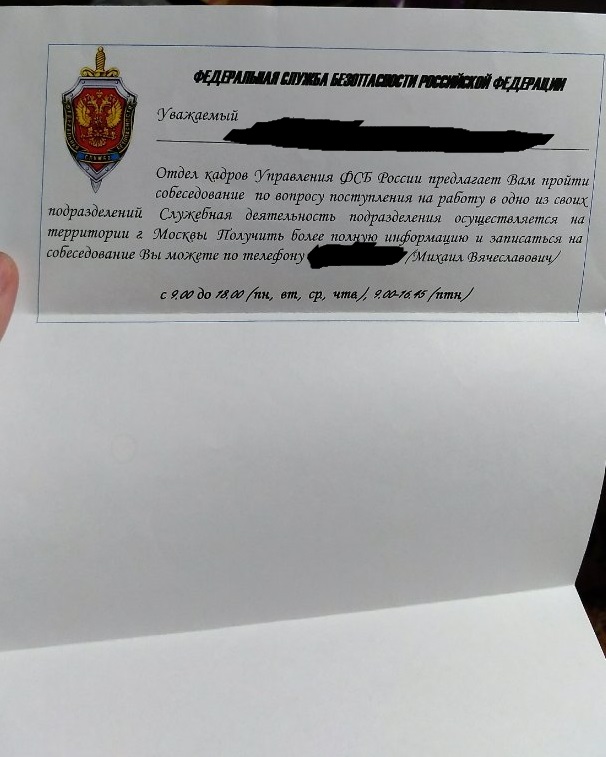 ФЕДЕРАЛЬНАЯ СЛУЖБА БЕЗОПАСНОСТИ РОССИЙСКОЙ ФЕДЕРАЦИИ
Уважаемый
Отдел кадров Управления ФСБ России предлагает Вам пройти
собеседование по вопросу поступления на работу в одно из своих
подразделений Служебная деятельность подразделения осуществляется на
территории г Москвы Получить более полную информацию и записаться на
собеседование Вы можете по телефону /Михаил Вячеславович/
с 9.00 до 18.00 (пн, вт, ср, чтв), 9.00-16.45 (птн)